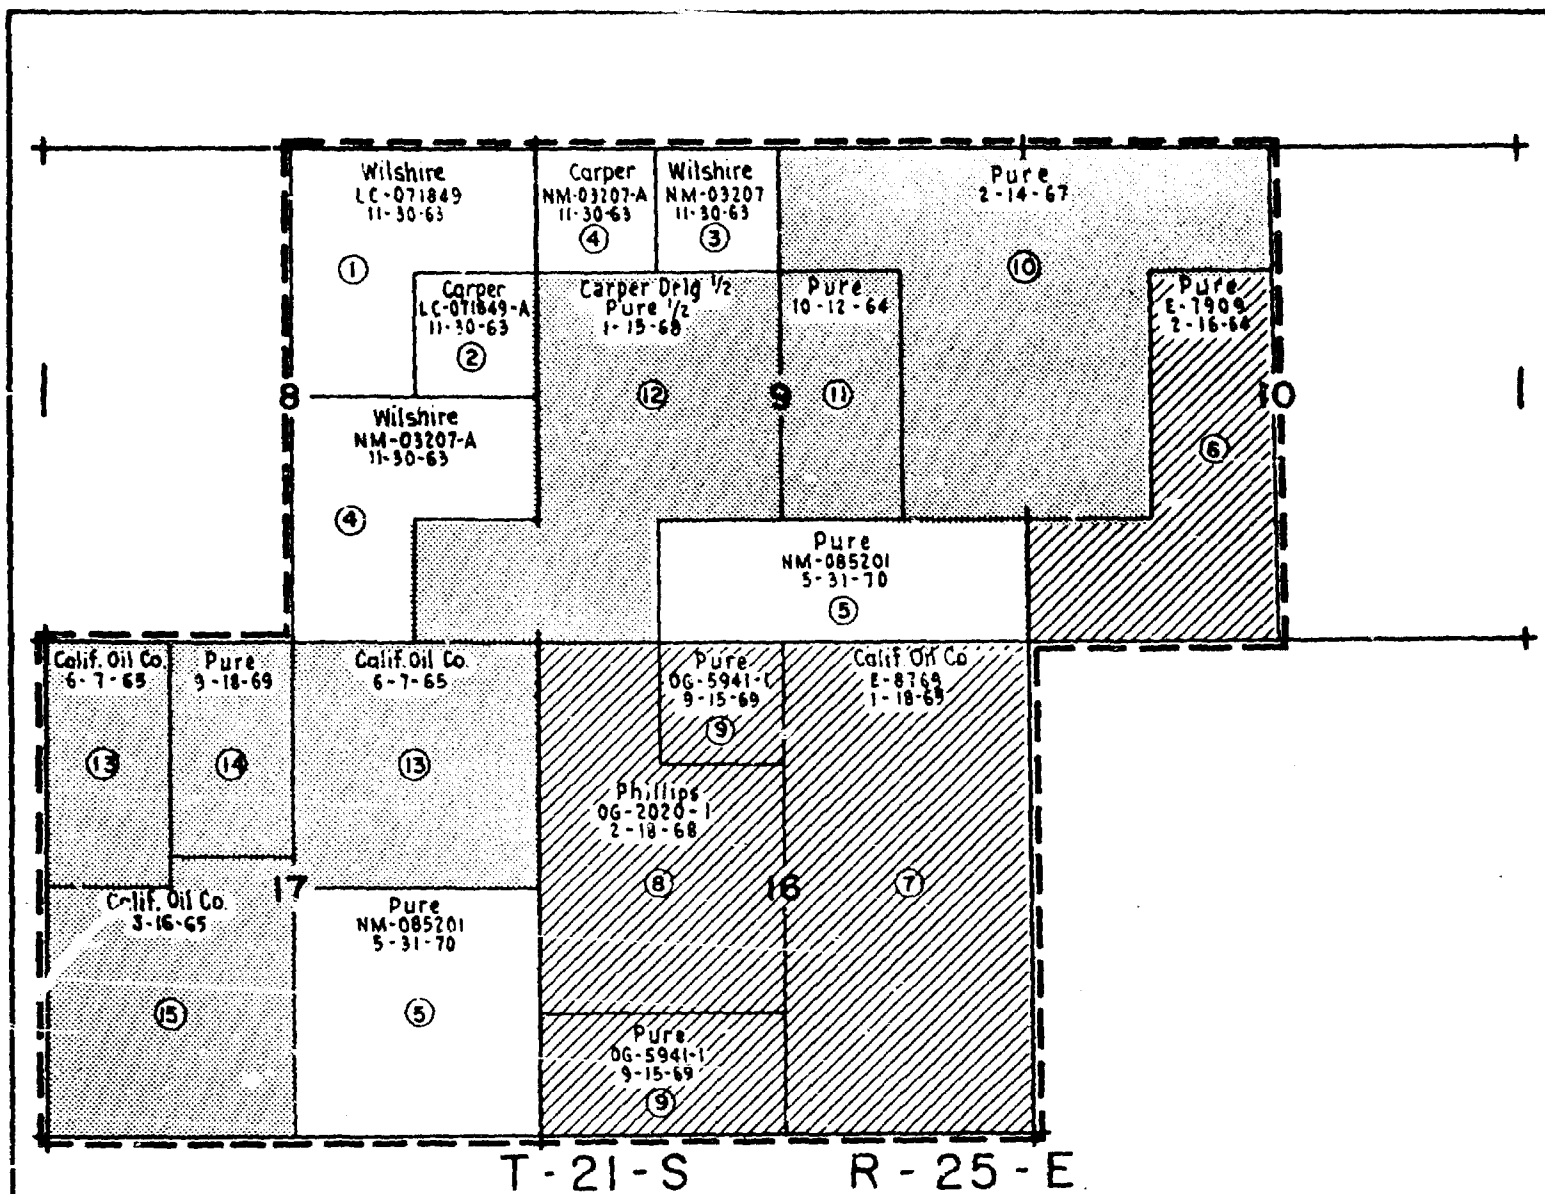 Wilshire
LC-071849
11-30-63
1
Carper
NM-03207-A
11-30-63
4
Wilshire
NM-03207
11-30-63
3
Pure
2-14-67
10
Carper
LC-071849-A
11-30-63
2
Carper Drlg 1/2
Pure 1/2
1-15-68
12
Pure
10-12-64
11
Pure
E-7909
2-16-64
6
8
9
10
Wilshire
NM-03207-A
11-30-63
4
Pure
NM-085201
5-31-70
5
Calif. Oil Co.
6-7-65
13
Pure
9-18-69
14
Calif. Oil Co.
6-7-65
13
Pure
OG-5941-1
9-15-69
9
Calif Oil Co
E-8769
1-18-65
7
Phillips
OG-2020-1
2-18-68
8
17
16
Calif. Oil Co.
3-16-65
15
Pure
NM-085201
5-31-70
5
Pure
OG-5941-1
9-15-69
9
T-21-S R-25-E